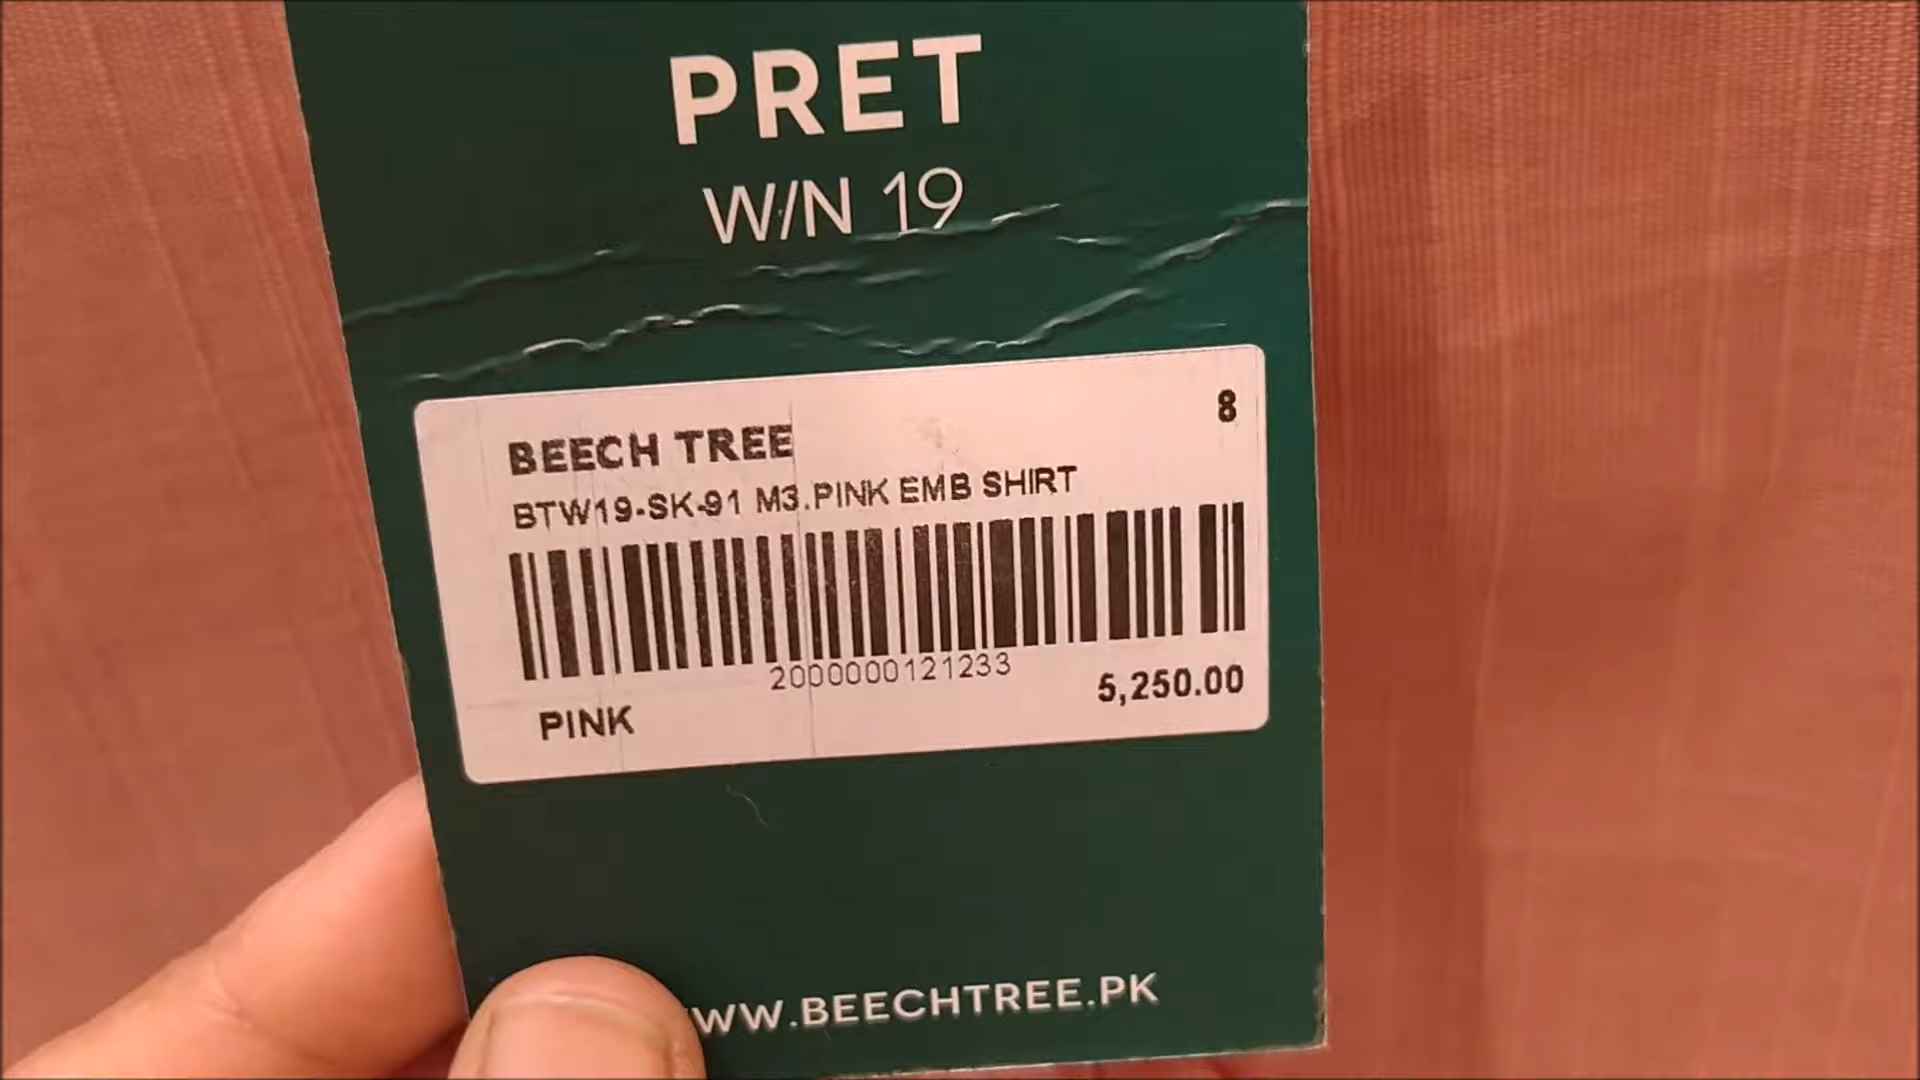 PRET
W/N 19
8
BEECH TREE
BTW19-SK-91 M3.PINK EMB SHIRT
2000000121233
5,250.00
PINK
WW.BEECHTREE.PK